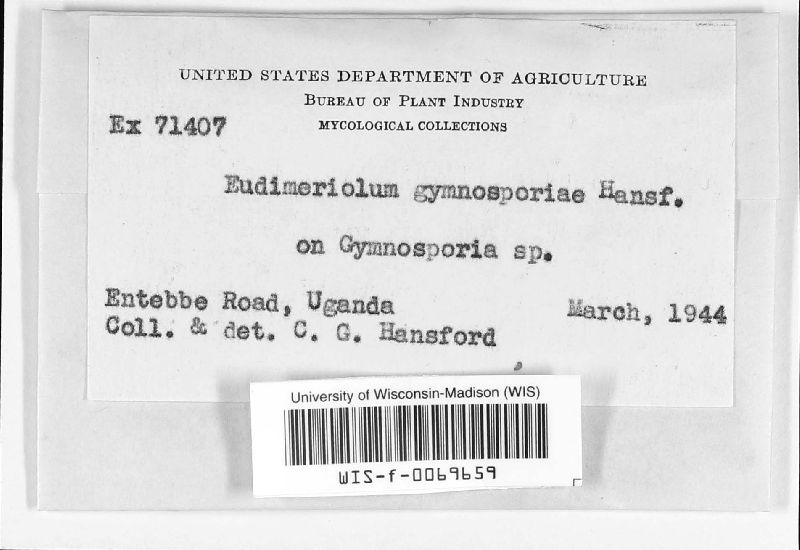 UNITED STATES DEPARTMENT OF AGRICULTURE
BUREAU OF PLANT INDUSTRY
MYCOLOGICAL COLLECTIONS
Ex 71407
Eudimeriolum gymnosporiae Hansf.
on Gymnosporia sp.
Entebbe Road, Uganda March, 1944
Coll. & det. C. G. Hansford
University of Wisconsin-Madison (WIS)
WIS-f-0069659